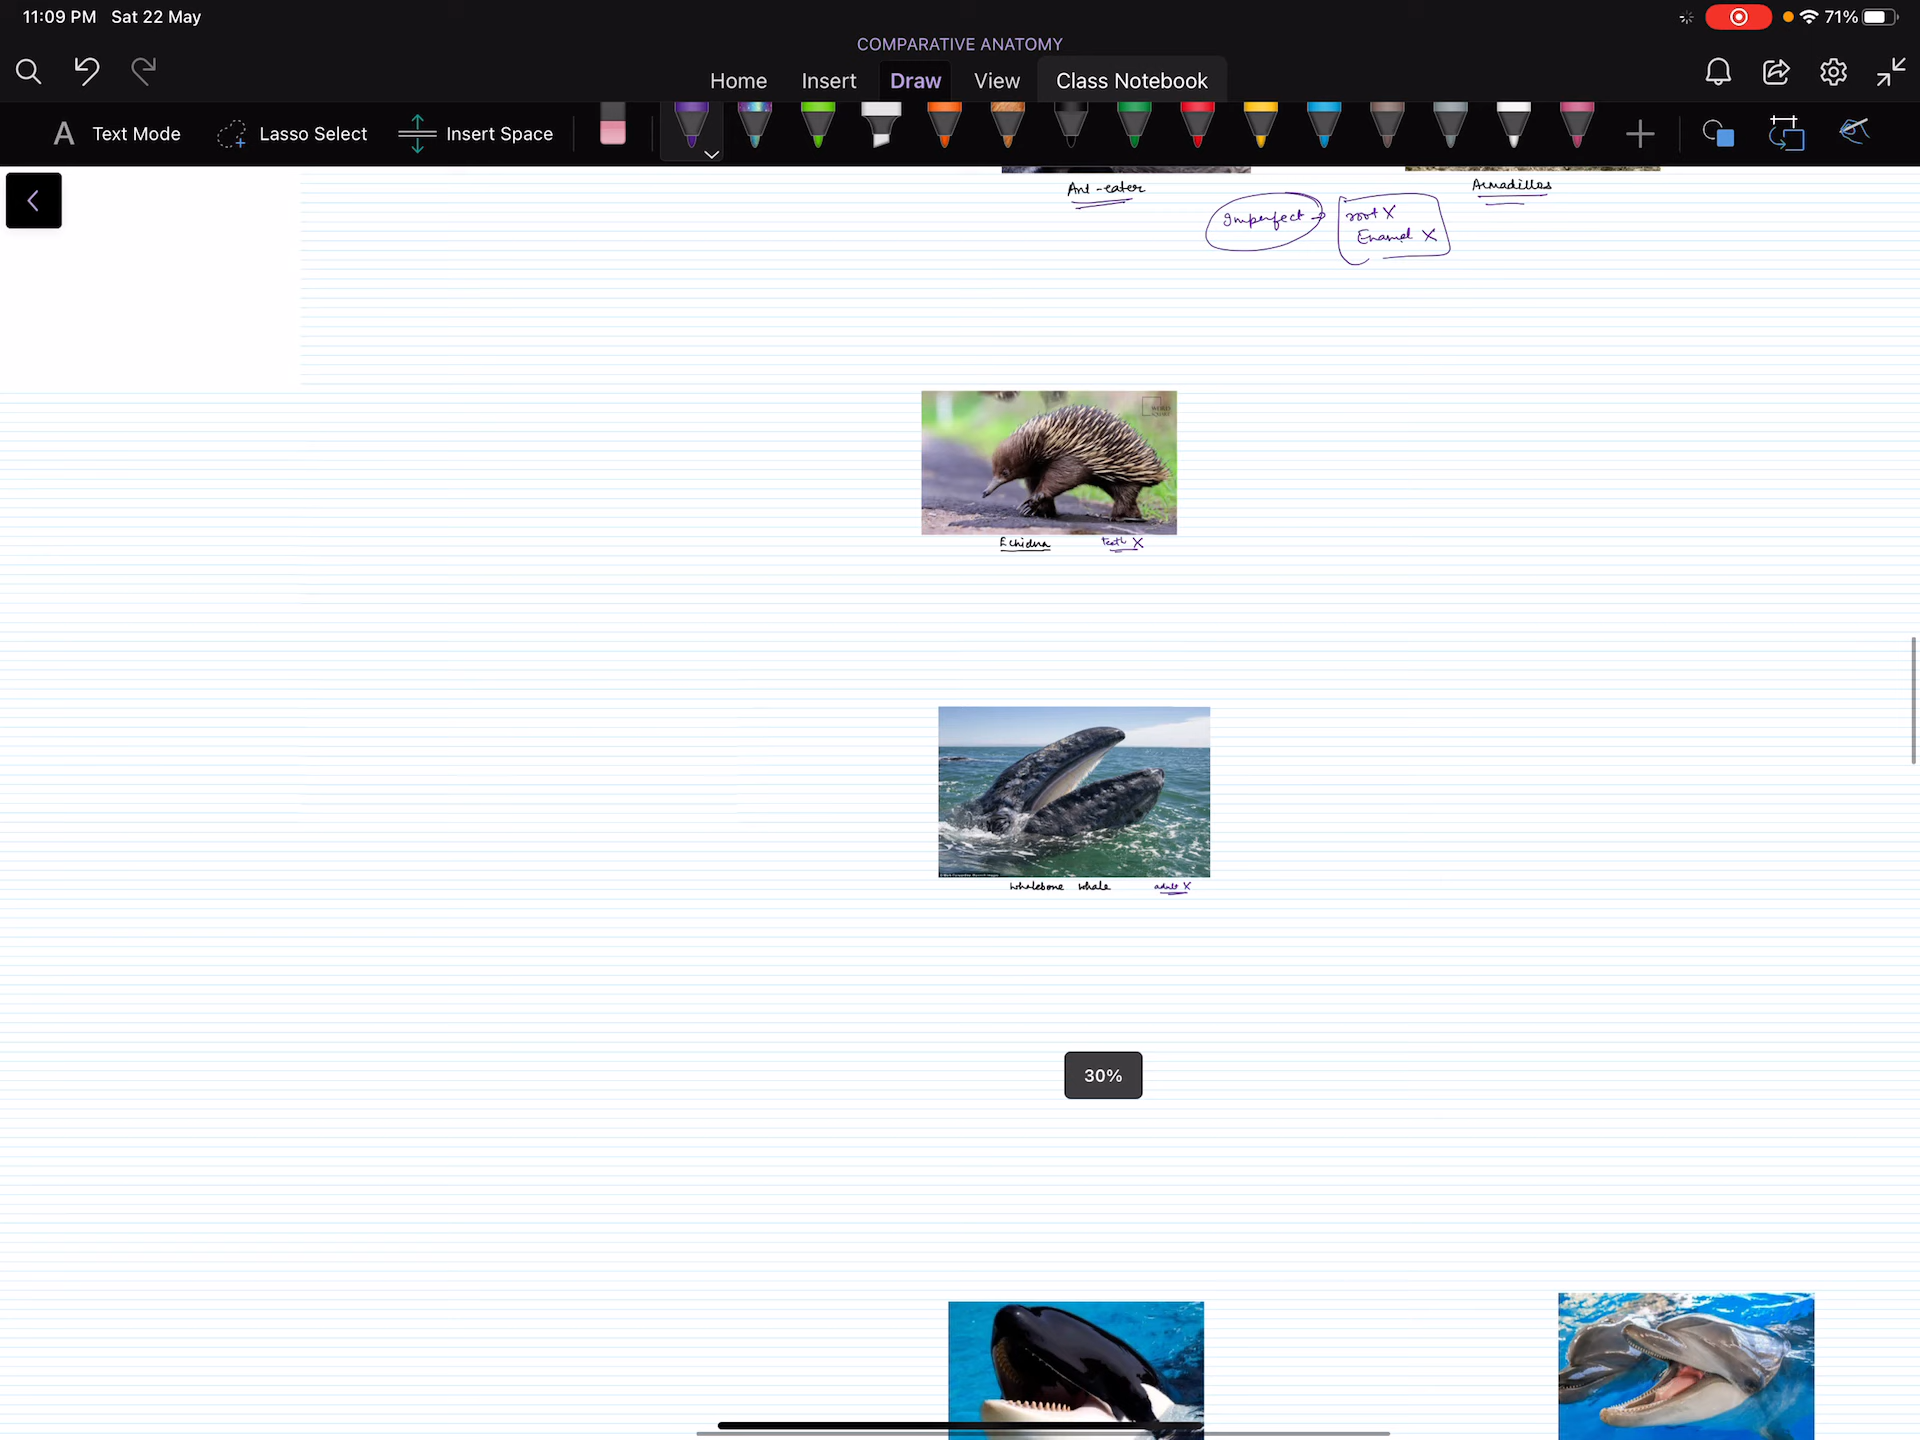 11:09 PM Sat 22 May
71%
COMPARATIVE ANATOMY
Home Insert Draw View Class Notebook
Text Mode Lasso Select Insert Space
Ant-eater
Armadillos
Imperfect → root X
Enamel X
Echidna teeth X
Whalebone whale adult X
30%